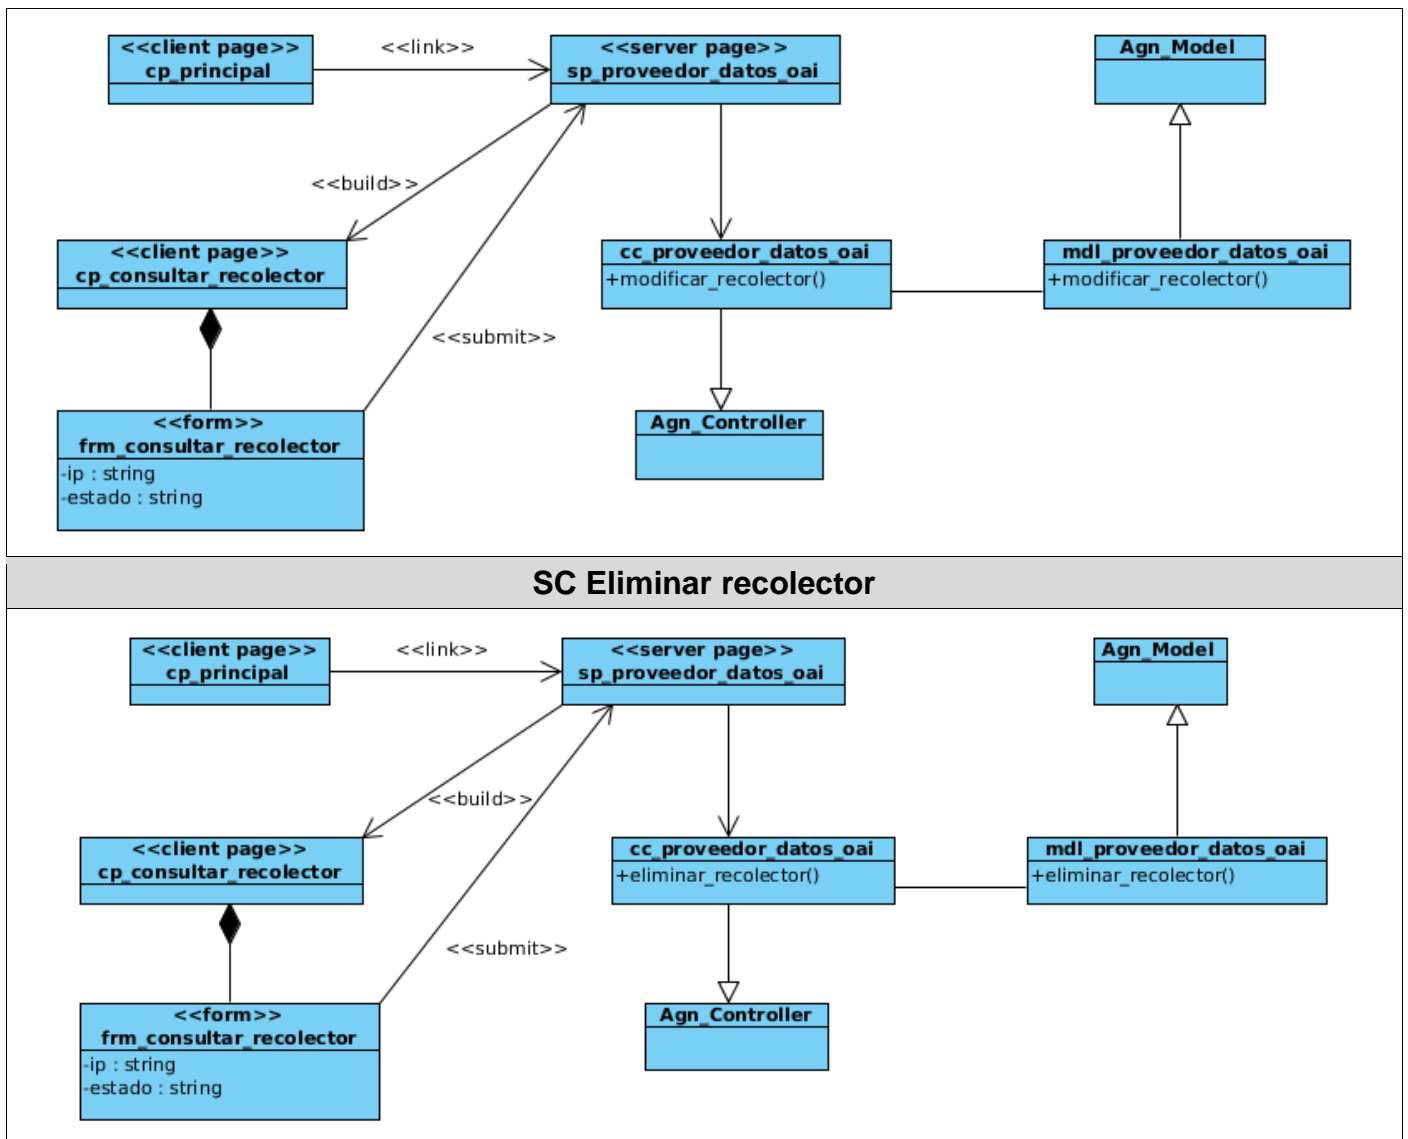 <<client page>>
cp_principal
<<link>>
<<server page>>
sp_proveedor_datos_oai
Agn_Model
<<build>>
<<client page>>
cp_consultar_recolector
cc_proveedor_datos_oai
+modificar_recolector()
mdl_proveedor_datos_oai
+modificar_recolector()
<<submit>>
<<form>>
frm_consultar_recolector
-ip : string
-estado : string
Agn_Controller
SC Eliminar recolector
<<client page>>
cp_principal
<<link>>
<<server page>>
sp_proveedor_datos_oai
Agn_Model
<<build>>
<<client page>>
cp_consultar_recolector
cc_proveedor_datos_oai
+eliminar_recolector()
mdl_proveedor_datos_oai
+eliminar_recolector()
<<submit>>
<<form>>
frm_consultar_recolector
-ip : string
-estado : string
Agn_Controller